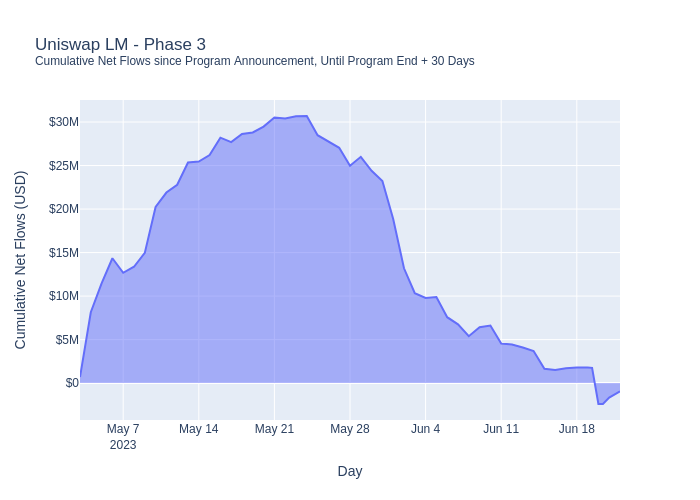 Uniswap LM - Phase 3
Cumulative Net Flows since Program Announcement, Until Program End + 30 Days
Cumulative Net Flows (USD)
$30M
$25M
$20M
$15M
$10M
$5M
$0
May 7
2023
May 14
May 21
May 28
Jun 4
Jun 11
Jun 18
Day